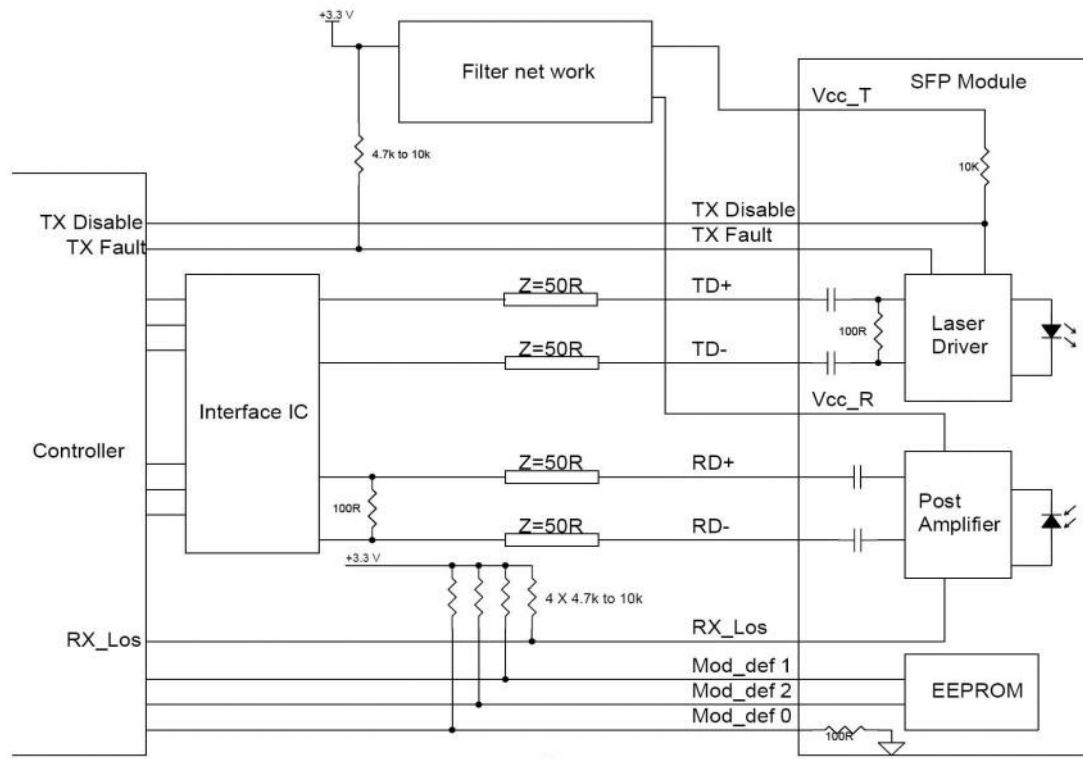 +3.3 V
Filter net work
SFP Module
Vcc_T
4.7k to 10k
10K
TX Disable
TX Disable
TX Fault
TX Fault
Z=50R
TD+
100R
Laser
Driver
Z=50R
TD-
Interface IC
Vcc_R
Controller
Z=50R
RD+
100R
Post
Amplifier
Z=50R
RD-
+3.3 V
4 X 4.7k to 10k
RX_Los
RX_Los
Mod_def 1
Mod_def 2
EEPROM
Mod_def 0
100R